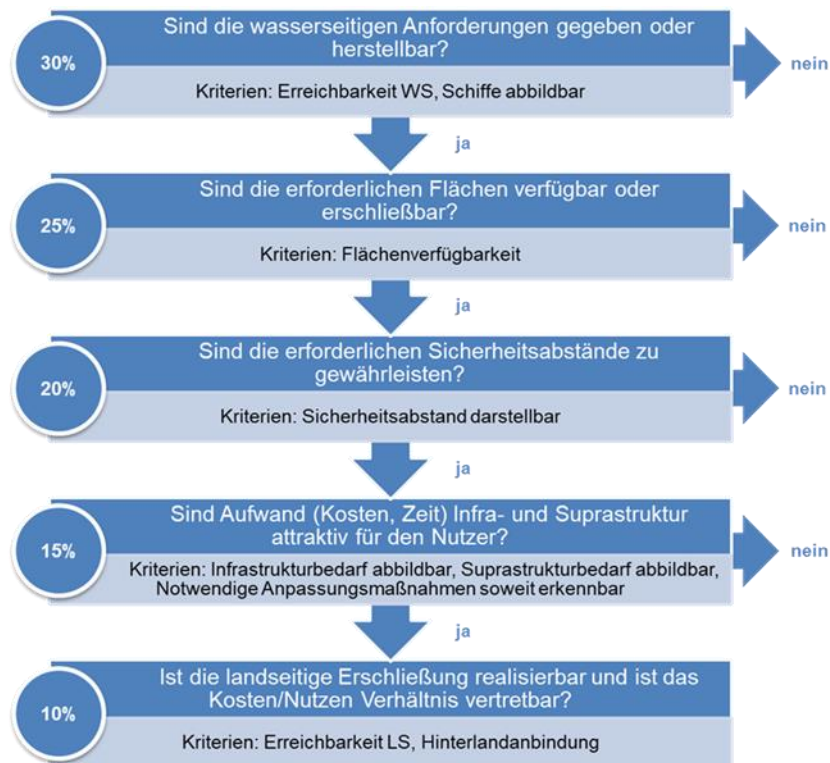 Sind die wasserseitigen Anforderungen gegeben oder
herstellbar?
30%
nein
Kriterien: Erreichbarkeit WS, Schiffe abbildbar
ja
Sind die erforderlichen Flächen verfügbar oder
erschließbar?
25%
nein
Kriterien: Flächenverfügbarkeit
ja
Sind die erforderlichen Sicherheitsabstände zu
gewährleisten?
20%
nein
Kriterien: Sicherheitsabstand darstellbar
ja
Sind Aufwand (Kosten, Zeit) Infra- und Suprastruktur
attraktiv für den Nutzer?
15%
nein
Kriterien: Infrastrukturbedarf abbildbar, Suprastrukturbedarf abbildbar,
Notwendige Anpassungsmaßnahmen soweit erkennbar
ja
Ist die landseitige Erschließung realisierbar und ist das
Kosten/Nutzen Verhältnis vertretbar?
10%
Kriterien: Erreichbarkeit LS, Hinterlandanbindung